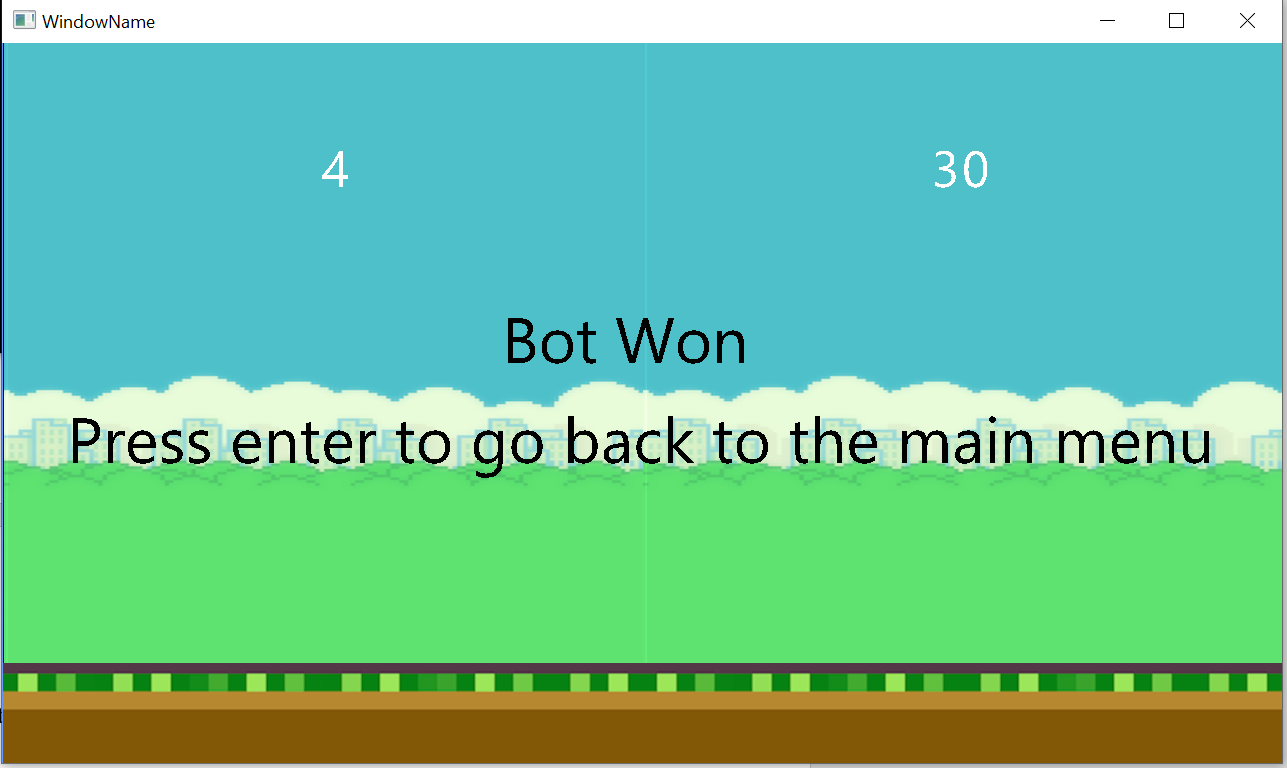 WindowName
4 30
Bot Won
Press enter to go back to the main menu